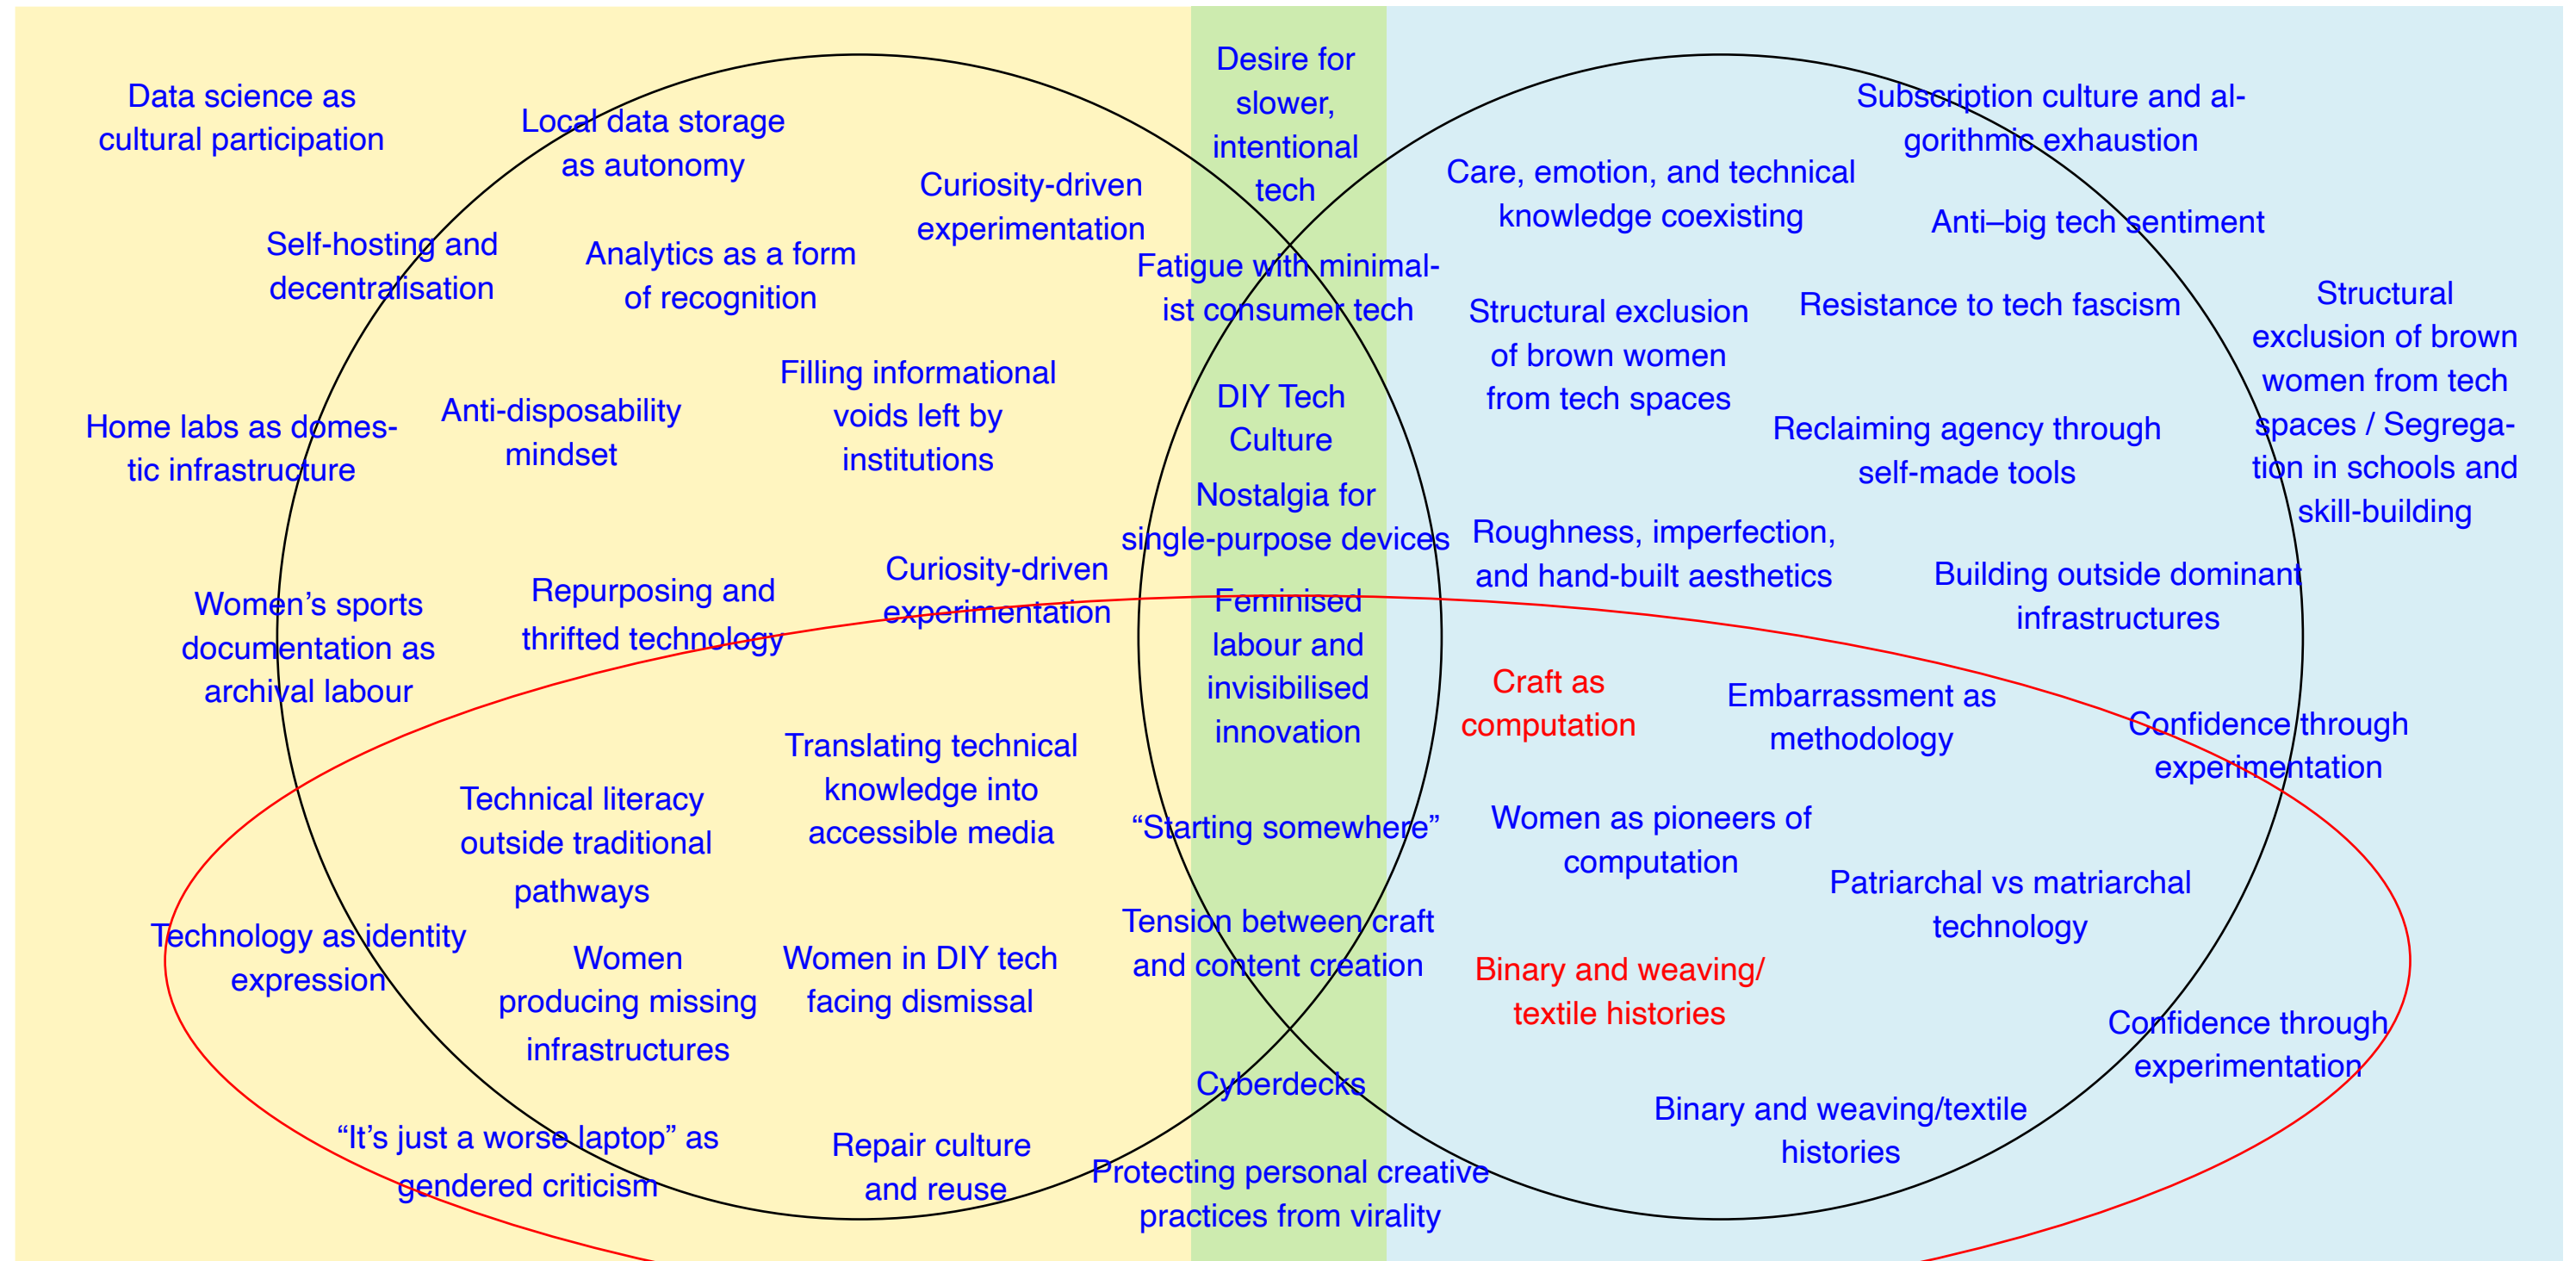 Data science as
cultural participation
Local data storage
as autonomy
Curiosity-driven
experimentation
Self-hosting and
decentralisation
Analytics as a form
of recognition
Filling informational
voids left by
institutions
Home labs as domes-
tic infrastructure
Anti-disposability
mindset
Women’s sports
documentation as
archival labour
Repurposing and
thrifted technology
Curiosity-driven
experimentation
Translating technical
knowledge into
accessible media
Technical literacy
outside traditional
pathways
Technology as identity
expression
Women
producing missing
infrastructures
Women in DIY tech
facing dismissal
“It’s just a worse laptop” as
gendered criticism
Repair culture
and reuse
Desire for
slower,
intentional
tech
Fatigue with minimal-
ist consumer tech
DIY Tech
Culture
Nostalgia for
single-purpose devices
Feminised
labour and
invisibilised
innovation
“Starting somewhere”
Tension between craft
and content creation
Cyberdecks
Protecting personal creative
practices from virality
Subscription culture and al-
gorithmic exhaustion
Care, emotion, and technical
knowledge coexisting
Anti–big tech sentiment
Structural exclusion
of brown women
from tech spaces
Resistance to tech fascism
Structural
exclusion of brown
women from tech
spaces / Segrega-
tion in schools and
skill-building
Reclaiming agency through
self-made tools
Roughness, imperfection,
and hand-built aesthetics
Building outside dominant
infrastructures
Craft as
computation
Embarrassment as
methodology
Confidence through
experimentation
Women as pioneers of
computation
Patriarchal vs matriarchal
technology
Binary and weaving/
textile histories
Confidence through
experimentation
Binary and weaving/textile
histories